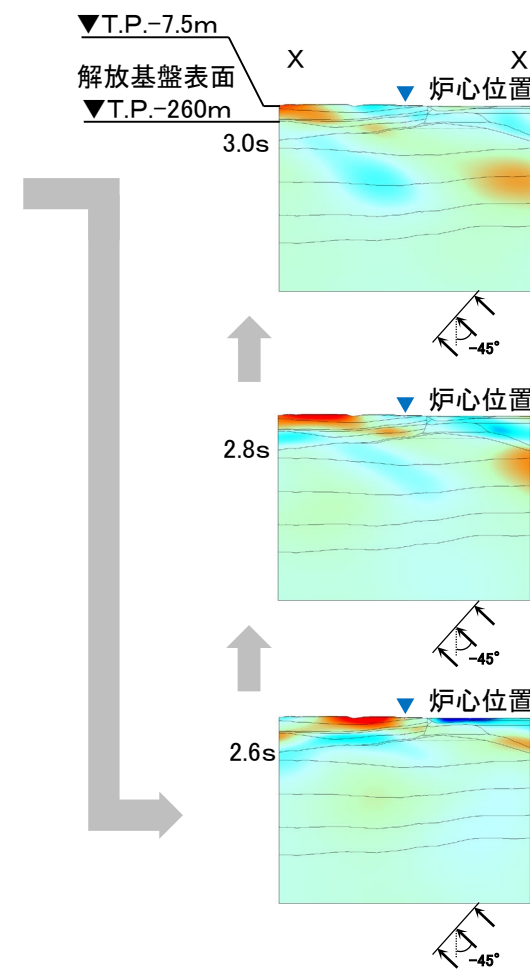 ▼T.P.-7.5m
解放基盤表面
▼T.P.-260m
X
X
▼ 炉心位置
3.0s
-45°
▼ 炉心位置
2.8s
-45°
▼ 炉心位置
2.6s
-45°